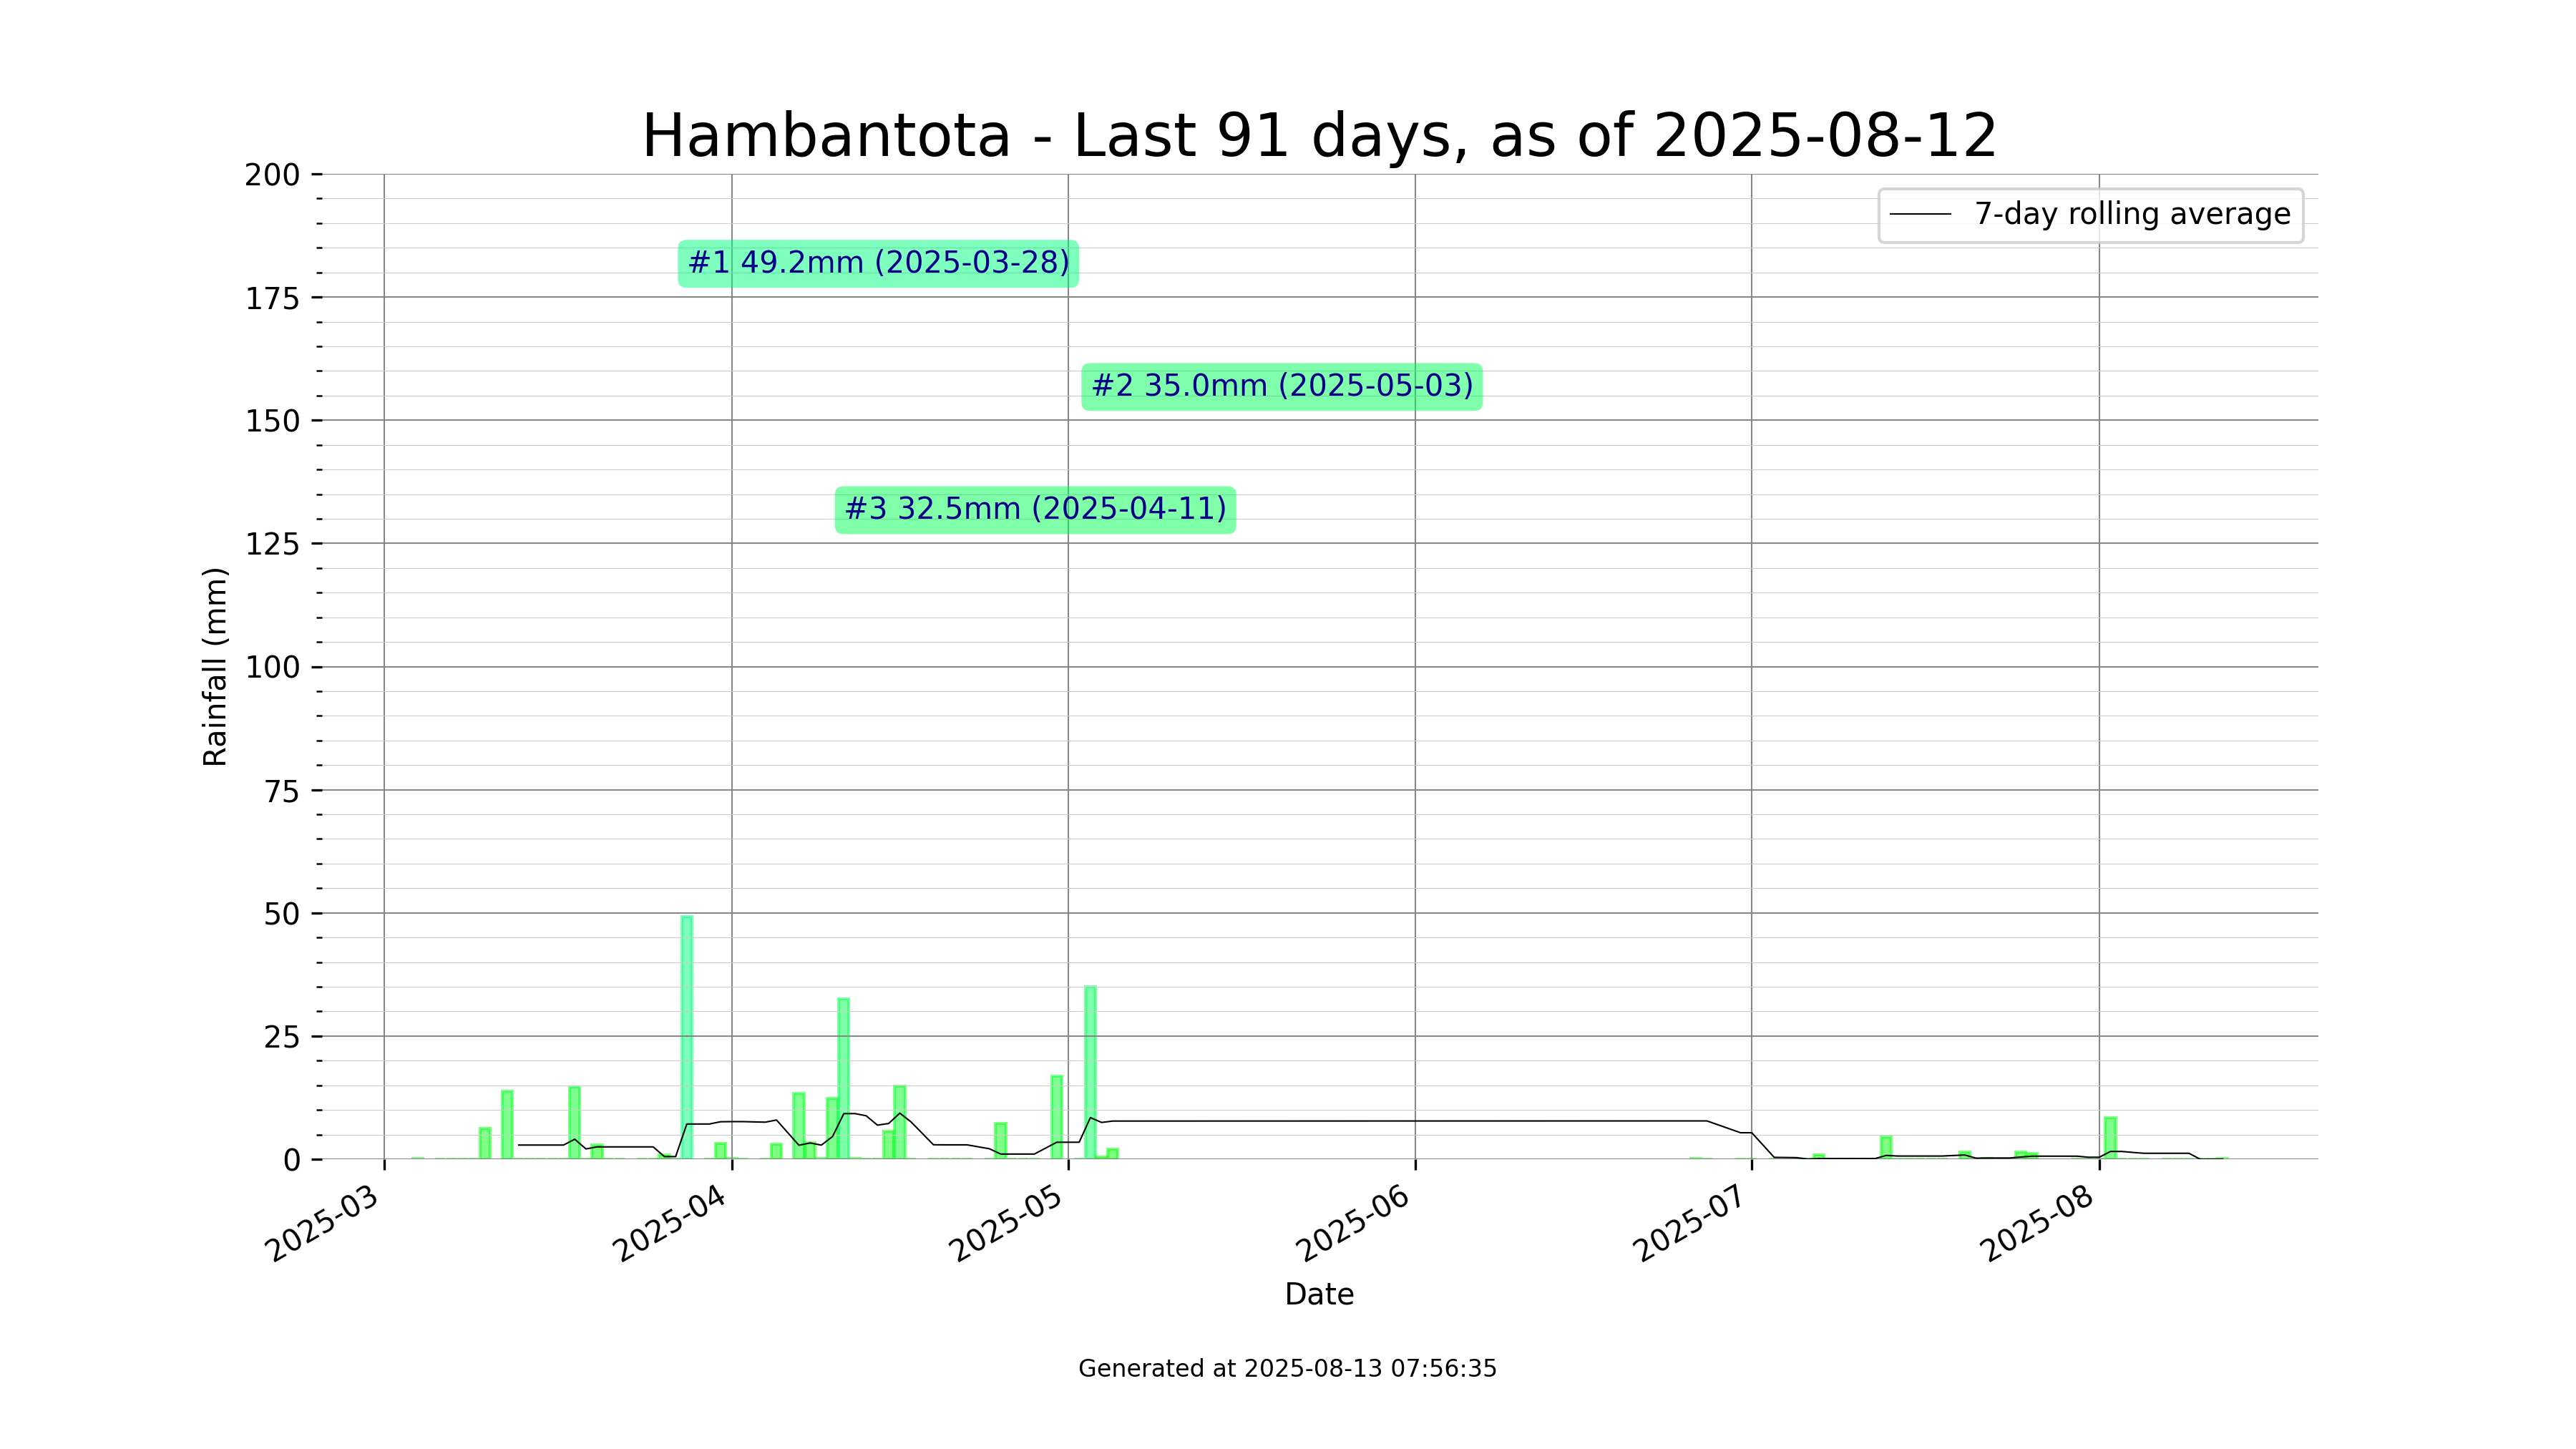 Hambantota - Last 91 days, as of 2025-08-12
200
175
150
125
100
75
50
25
0
Rainfall (mm)
7-day rolling average
#1 49.2mm (2025-03-28)
#2 35.0mm (2025-05-03)
#3 32.5mm (2025-04-11)
2025-03
2025-04
2025-05
2025-06
2025-07
2025-08
Date
Generated at 2025-08-13 07:56:35